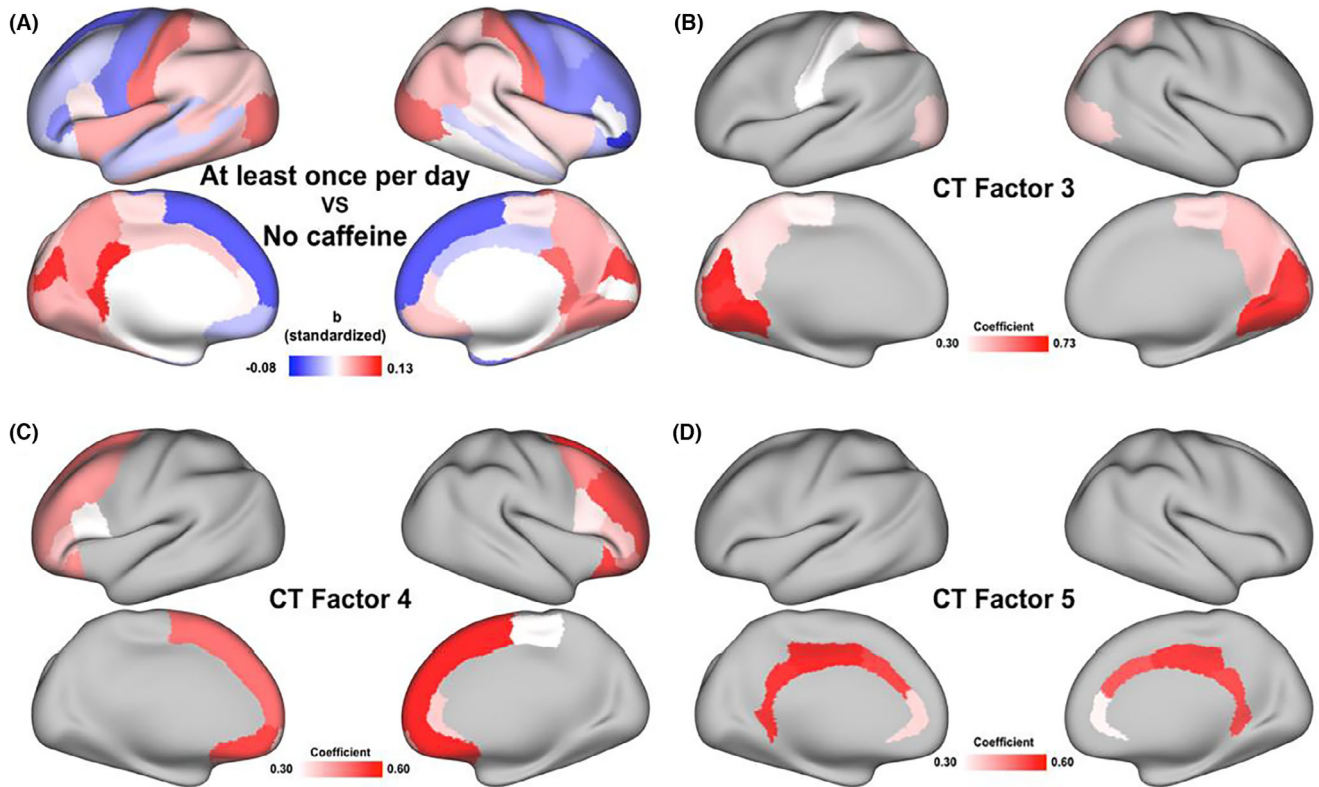 (A)
At least once per day
VS
No caffeine
b
(standardized)
-0.08 0.13
(B)
CT Factor 3
Coefficient
0.30 0.73
(C)
CT Factor 4
Coefficient
0.30 0.60
(D)
CT Factor 5
Coefficient
0.30 0.60